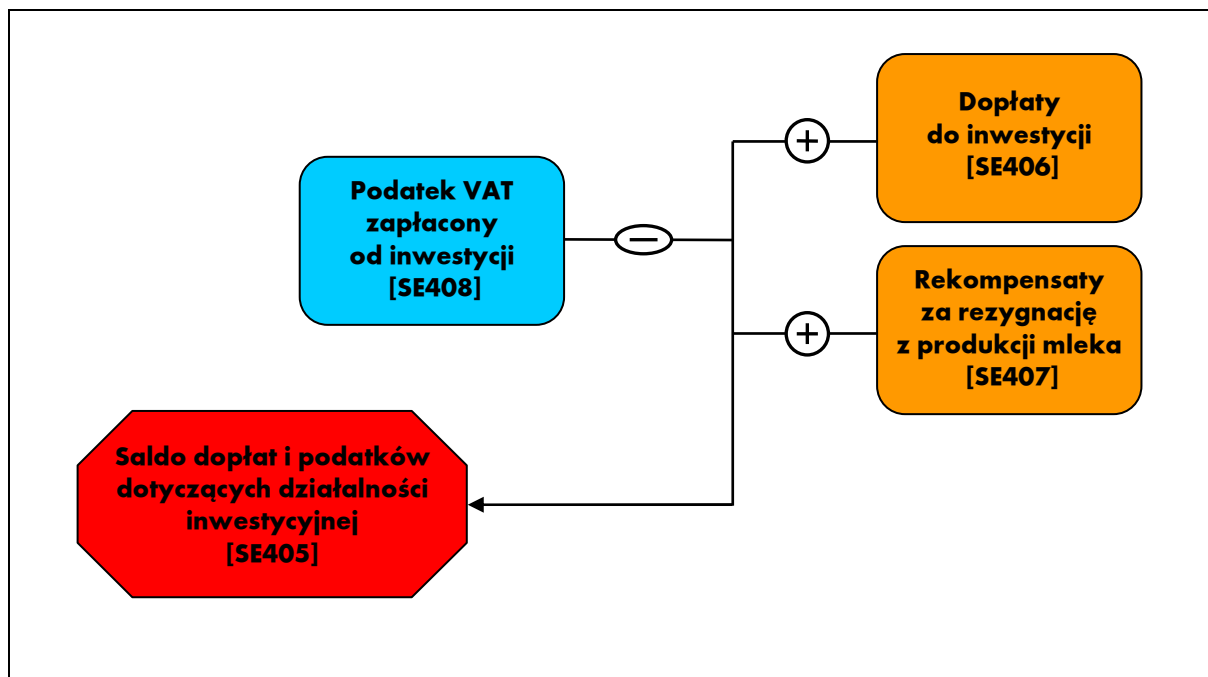 Dopłaty
do inwestycji
[SE406]
+
Podatek VAT
zapłacony
od inwestycji
[SE408]
−
Rekompensaty
za rezygnację
z produkcji mleka
[SE407]
+
Saldo dopłat i podatków
dotyczących działalności
inwestycyjnej
[SE405]